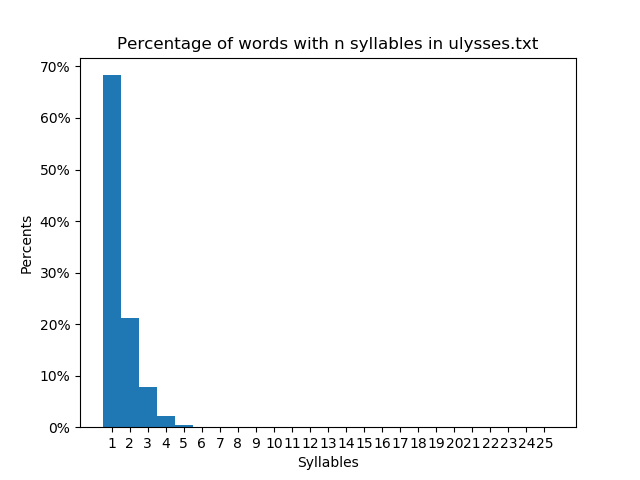 Percentage of words with n syllables in ulysses.txt
70%
60%
50%
40%
30%
20%
10%
0%
Percents
1 2 3 4 5 6 7 8 9 10 11 12 13 14 15 16 17 18 19 20 21 22 23 24 25
Syllables